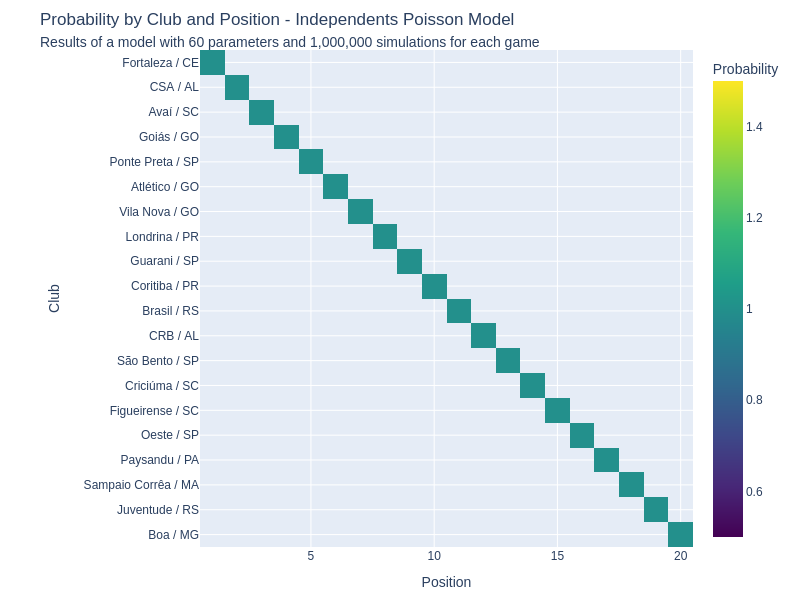 Probability by Club and Position - Independents Poisson Model
Results of a model with 60 parameters and 1,000,000 simulations for each game
Probability
Fortaleza / CE
CSA / AL
Avaí / SC
Goiás / GO
Ponte Preta / SP
Atlético / GO
Vila Nova / GO
Londrina / PR
Guarani / SP
Coritiba / PR
Brasil / RS
CRB / AL
São Bento / SP
Criciúma / SC
Figueirense / SC
Oeste / SP
Paysandu / PA
Sampaio Corrêa / MA
Juventude / RS
Boa / MG
Club
5
10
15
20
Position
1.4
1.2
1
0.8
0.6